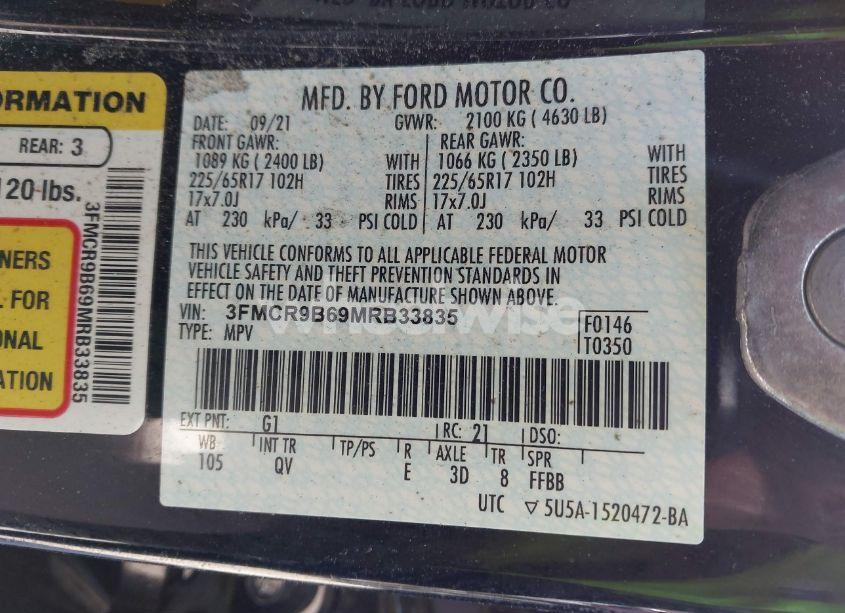 MFD. BY FORD MOTOR CO.
DATE: 09/21 GVWR: 2100 KG ( 4630 LB)
FRONT GAWR: REAR GAWR:
1089 KG ( 2400 LB) WITH 1066 KG ( 2350 LB) WITH
225/65R17 102H TIRES 225/65R17 102H TIRES
17x7.0J RIMS 17x7.0J RIMS
AT 230 kPa/ 33 PSI COLD AT 230 kPa/ 33 PSI COLD
THIS VEHICLE CONFORMS TO ALL APPLICABLE FEDERAL MOTOR
VEHICLE SAFETY AND THEFT PREVENTION STANDARDS IN
EFFECT ON THE DATE OF MANUFACTURE SHOWN ABOVE.
VIN: 3FMCR9B69MRB33835 F0146
TYPE: MPV T0350
EXT PNT: G1 RC: 21 DSO:
WB INT TR TP/PS R AXLE TR SPR
105 QV E 3D 8 FFBB
UTC ▽5U5A-1520472-BA
ORMATION
REAR: 3
120 lbs.
NERS
L FOR
ONAL
ATION
3FMCR9B69MRB33835